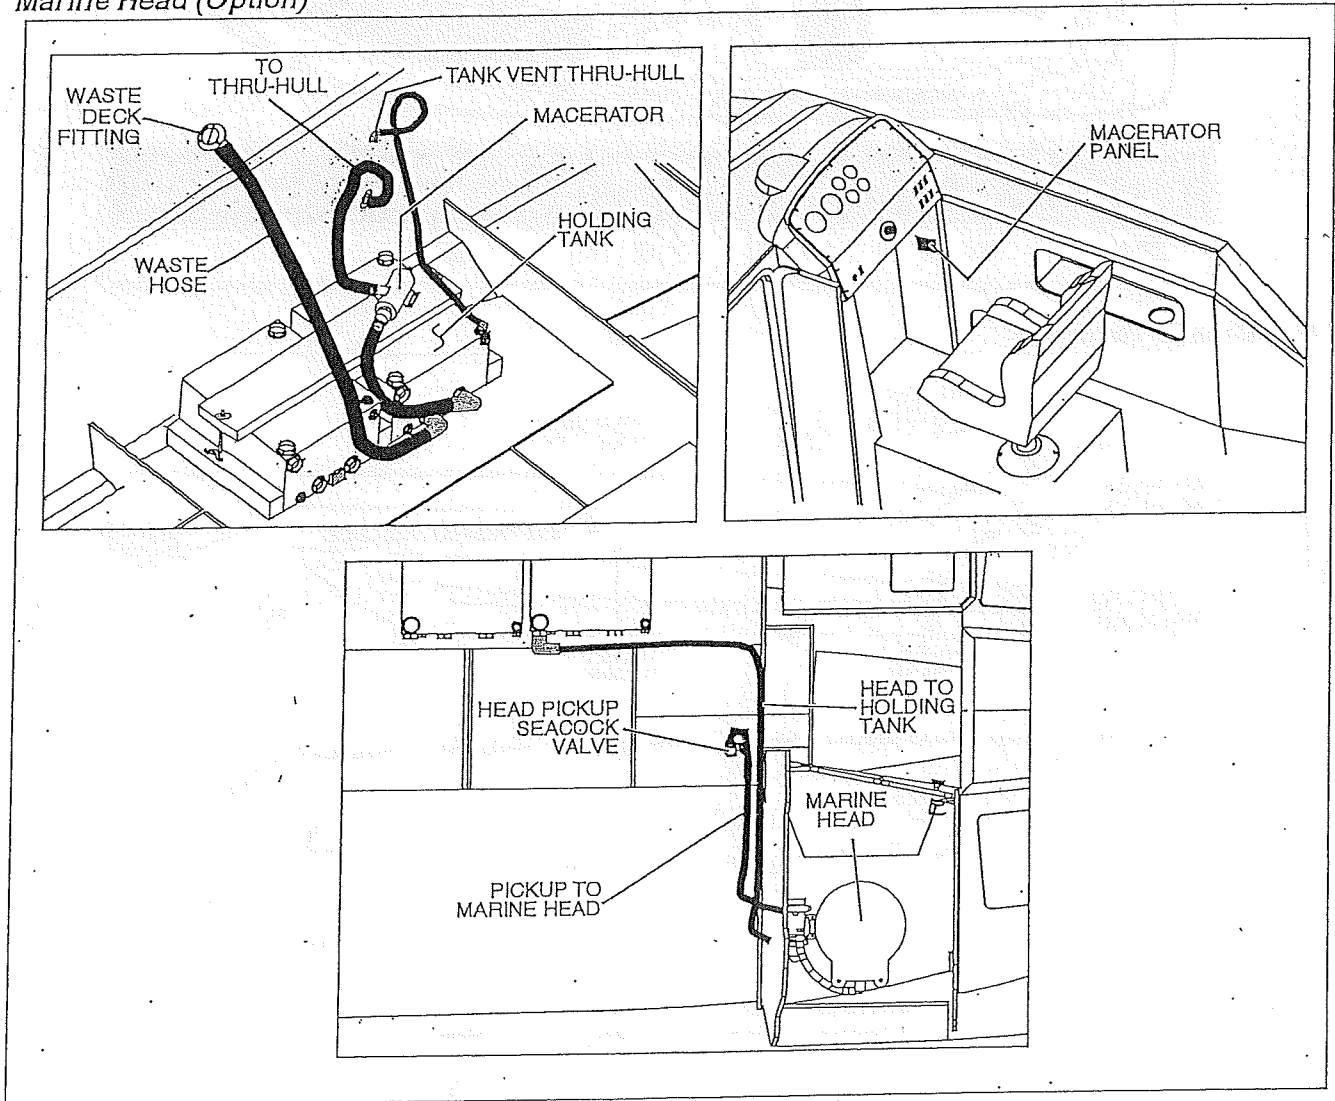 Marine Head (Option)
WASTE
DECK
FITTING
TO
THRU-HULL
TANK VENT THRU-HULL
MACERATOR
HOLDING
TANK
WASTE
HOSE
MACERATOR
PANEL
HEAD PICKUP
SEACOCK
VALVE
HEAD TO
HOLDING
TANK
MARINE
HEAD
PICKUP TO
MARINE HEAD